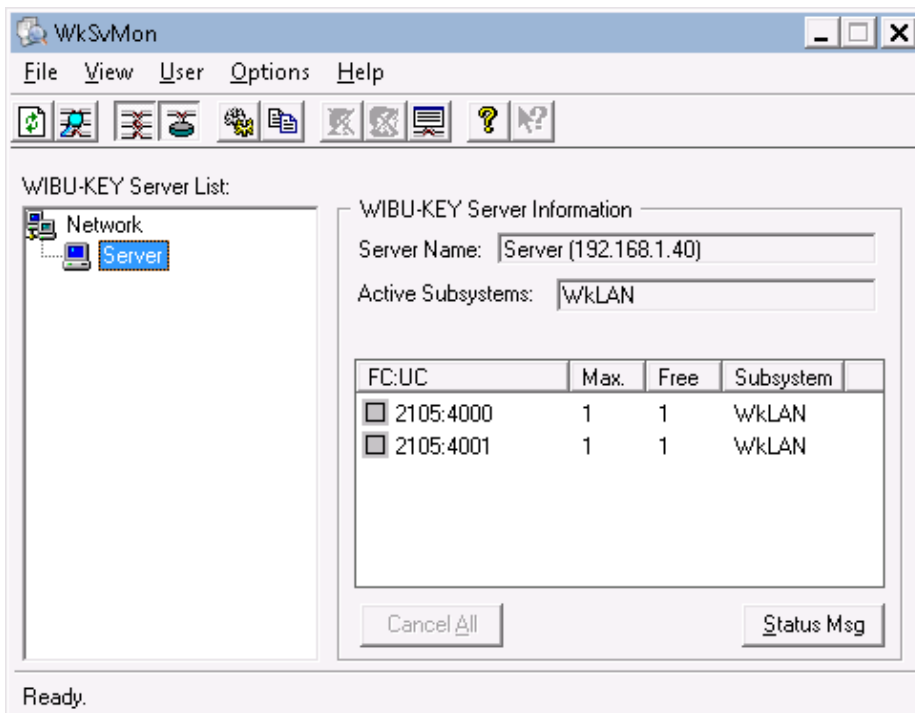 WkSvMon
File View User Options Help
WIBU-KEY Server List:
Network
Server
WIBU-KEY Server Information
Server Name: Server (192.168.1.40)
Active Subsystems: WkLAN
FC:UC Max. Free Subsystem
2105:4000 1 1 WkLAN
2105:4001 1 1 WkLAN
Cancel All Status Msg
Ready.